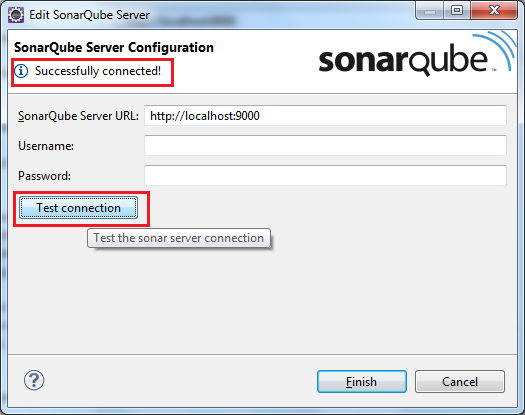 Edit SonarQube Server
SonarQube Server Configuration
Successfully connected!
sonarqube™
SonarQube Server URL: http://localhost:9000
Username:
Password:
Test connection
Test the sonar server connection
Finish Cancel